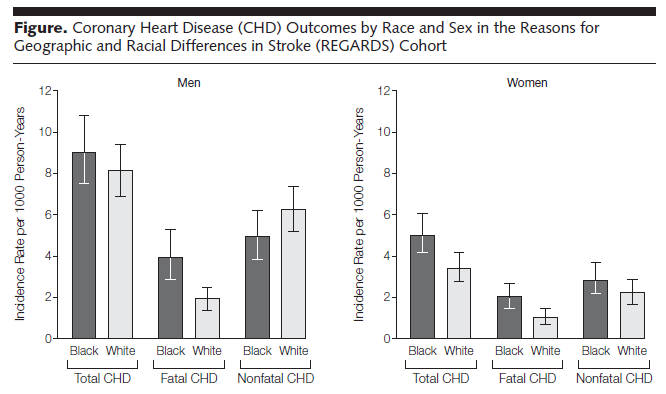 Figure. Coronary Heart Disease (CHD) Outcomes by Race and Sex in the Reasons for
Geographic and Racial Differences in Stroke (REGARDS) Cohort
Men
Incidence Rate per 1000 Person-Years
12
10
8
6
4
2
0
Black White Black White Black White
Total CHD Fatal CHD Nonfatal CHD
Women
Incidence Rate per 1000 Person-Years
12
10
8
6
4
2
0
Black White Black White Black White
Total CHD Fatal CHD Nonfatal CHD